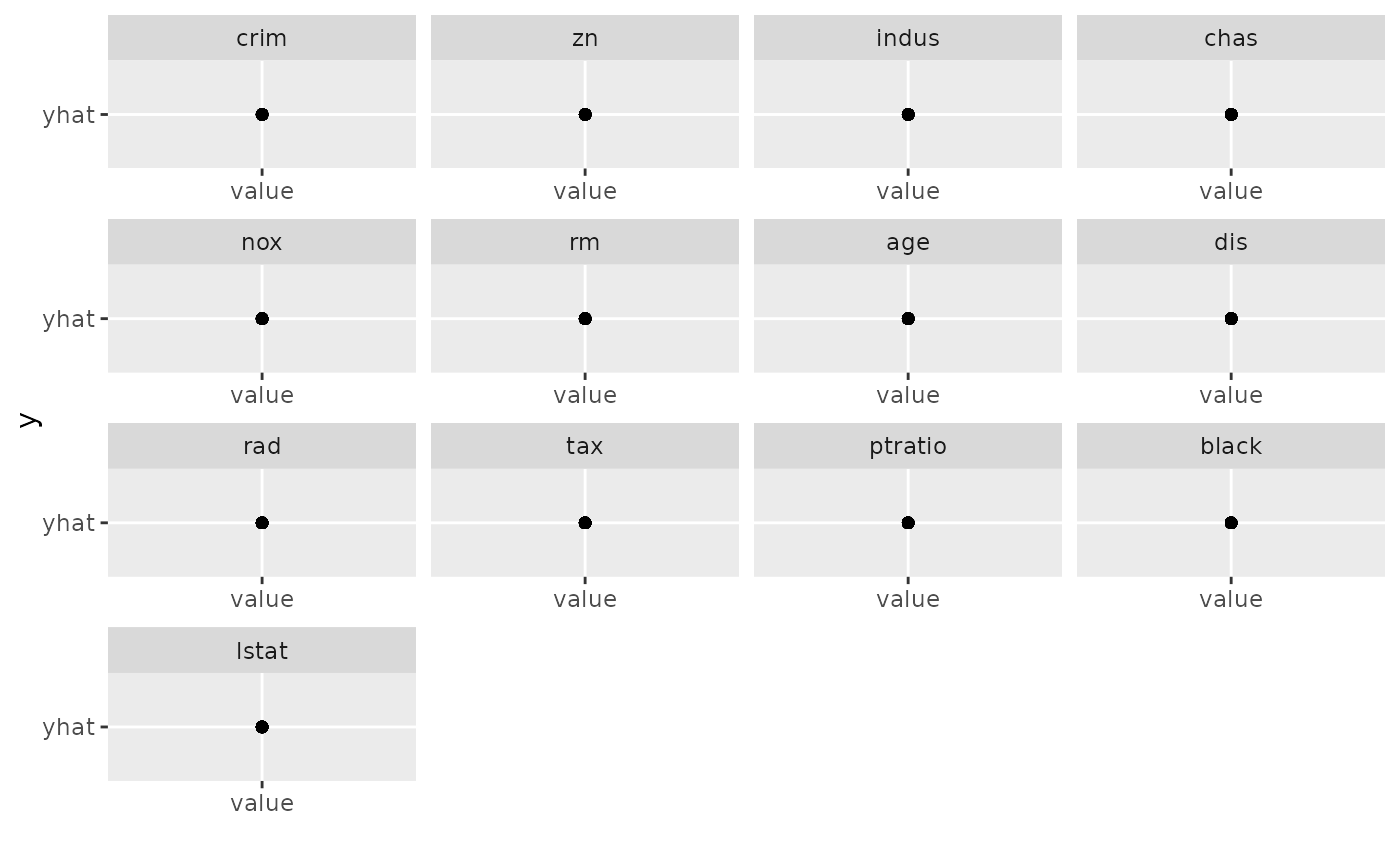 crim zn indus chas
yhat
value value value value
nox rm age dis
yhat
value value value value
y
rad tax ptratio black
yhat
value value value value
lstat
yhat
value